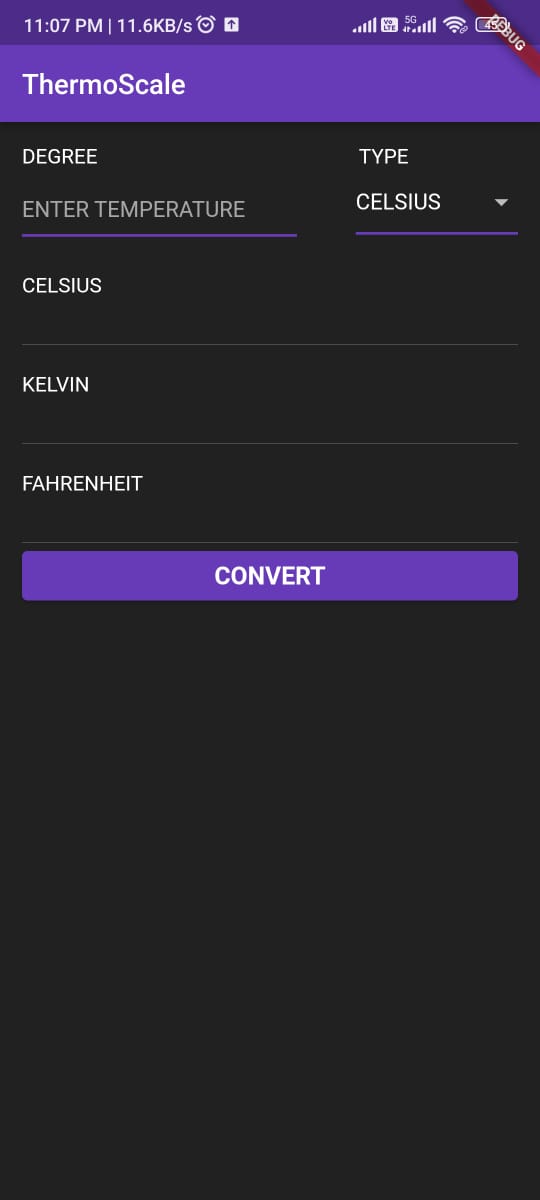 11:07 PM | 11.6KB/s
Vo
LTE
5G
45
DEBUG
ThermoScale
DEGREE
TYPE
ENTER TEMPERATURE
CELSIUS
CELSIUS
KELVIN
FAHRENHEIT
CONVERT